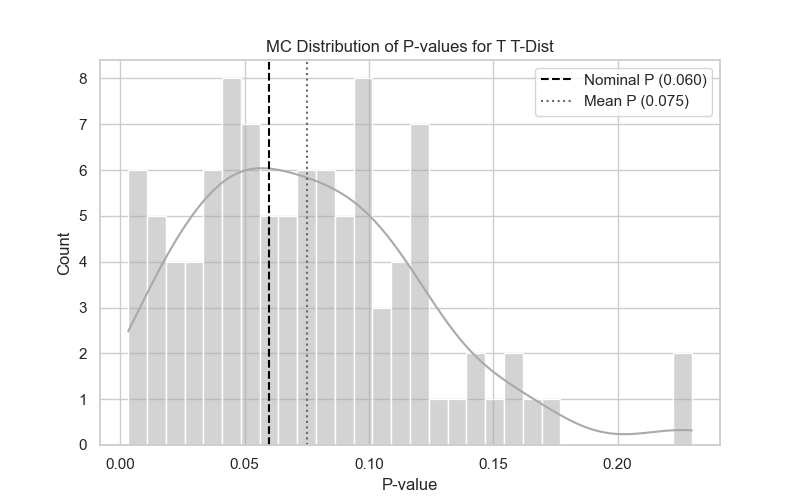 MC Distribution of P-values for T T-Dist
Nominal P (0.060)
Mean P (0.075)
8
7
6
5
4
3
2
1
0
Count
0.00 0.05 0.10 0.15 0.20
P-value